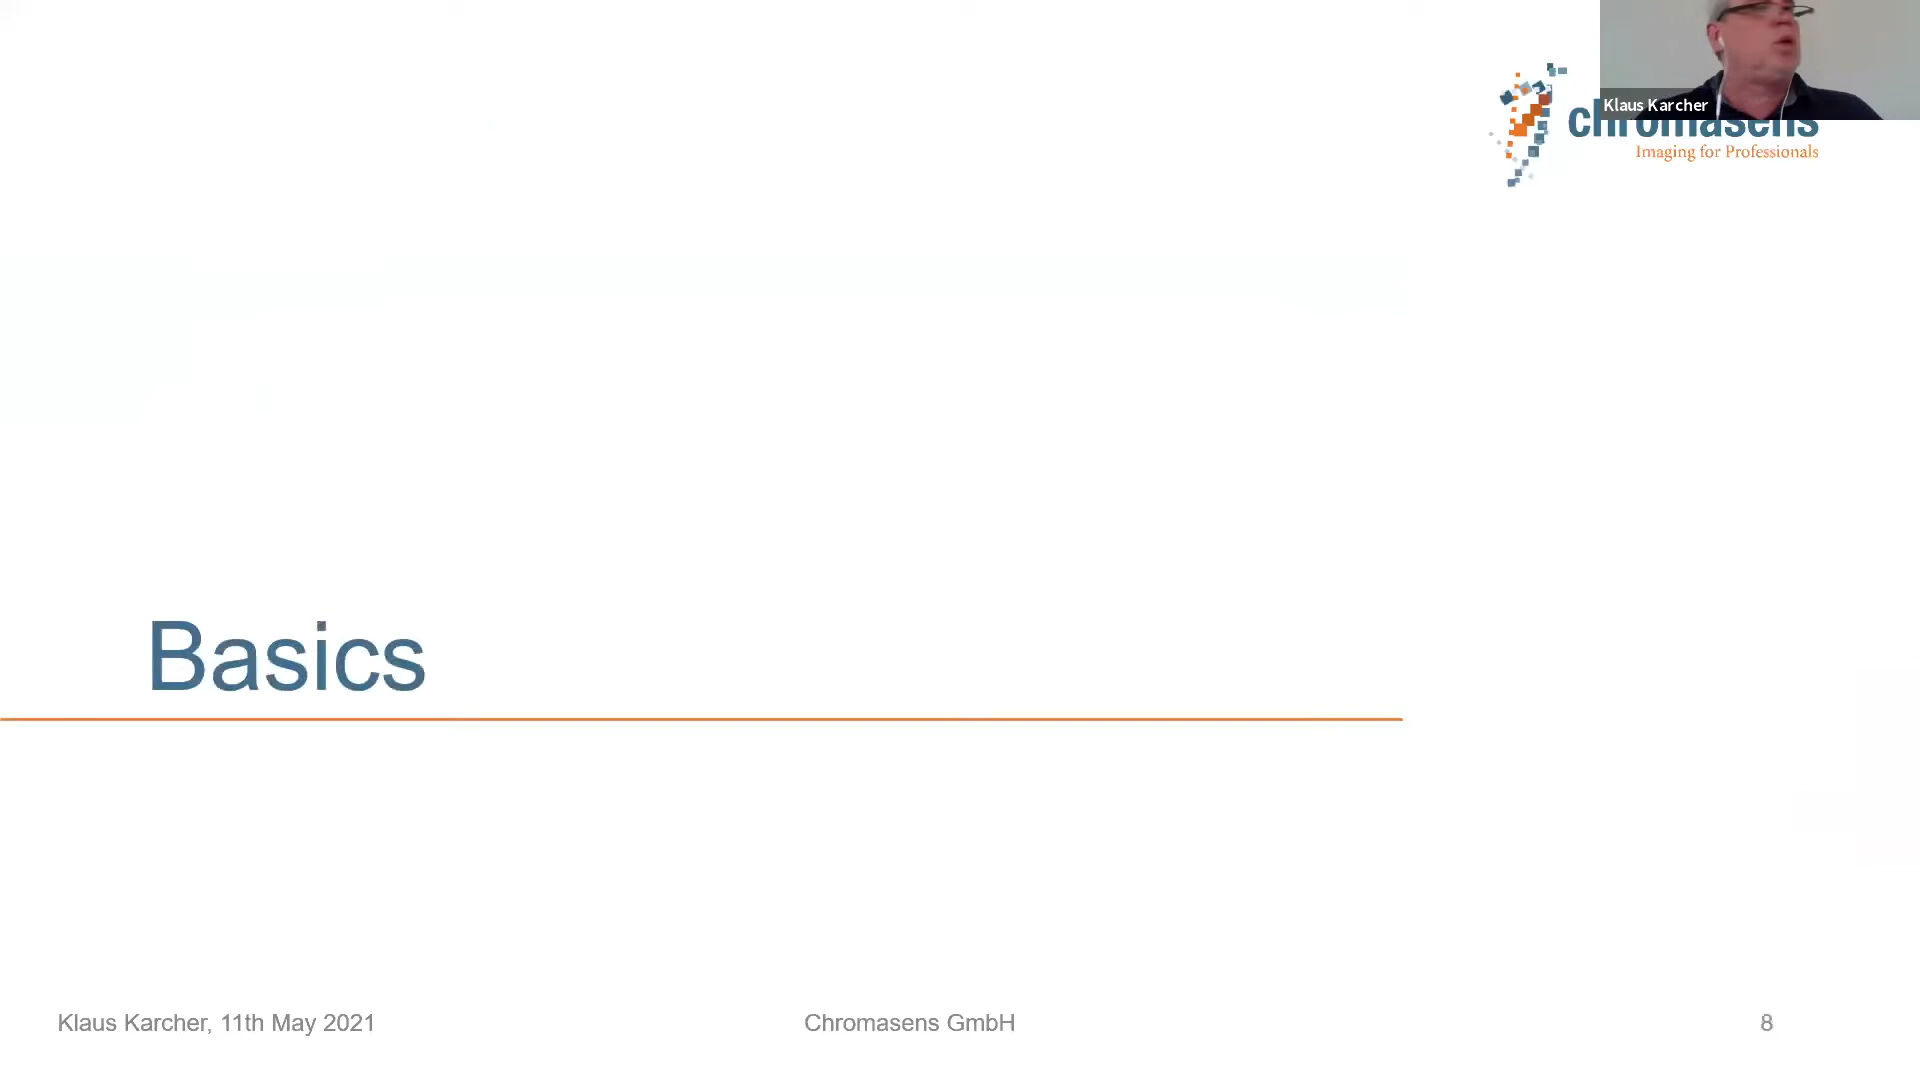 Klaus Karcher
chromasens
Imaging for Professionals
Basics
Klaus Karcher, 11th May 2021
Chromasens GmbH
8